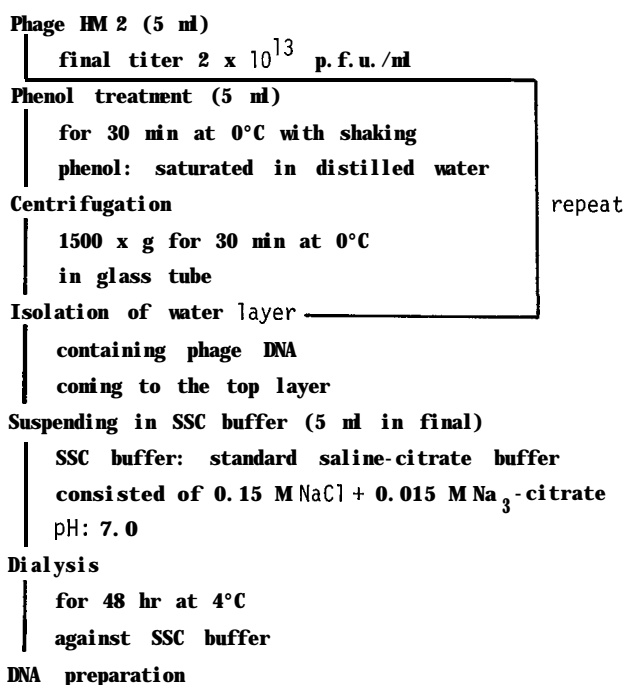 Phage HM 2 (5 ml)
final titer 2 x 10^13 p.f.u./ml
Phenol treatment (5 ml)
for 30 min at 0°C with shaking
phenol: saturated in distilled water
Centrifugation
repeat
1500 x g for 30 min at 0°C
in glass tube
Isolation of water layer
containing phage DNA
coming to the top layer
Suspending in SSC buffer (5 ml in final)
SSC buffer: standard saline-citrate buffer
consisted of 0.15 M NaCl + 0.015 M Na3-citrate
pH: 7.0
Dialysis
for 48 hr at 4°C
against SSC buffer
DNA preparation